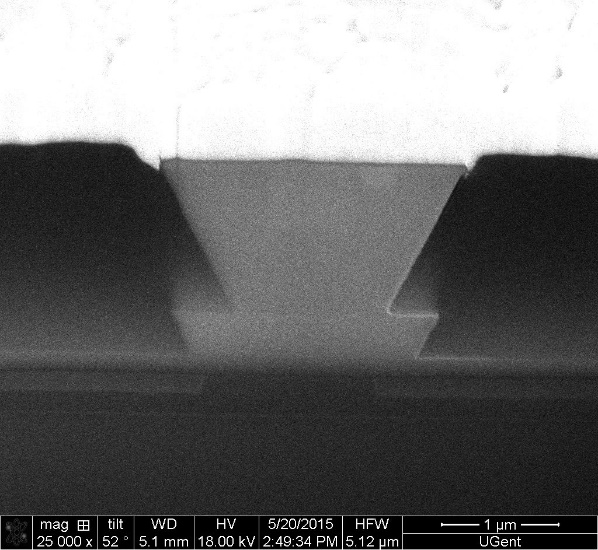 mag tilt WD HV 5/20/2015 HFW 1 µm
25 000 x 52 ° 5.1 mm 18.00 kV 2:49:34 PM 5.12 µm UGent